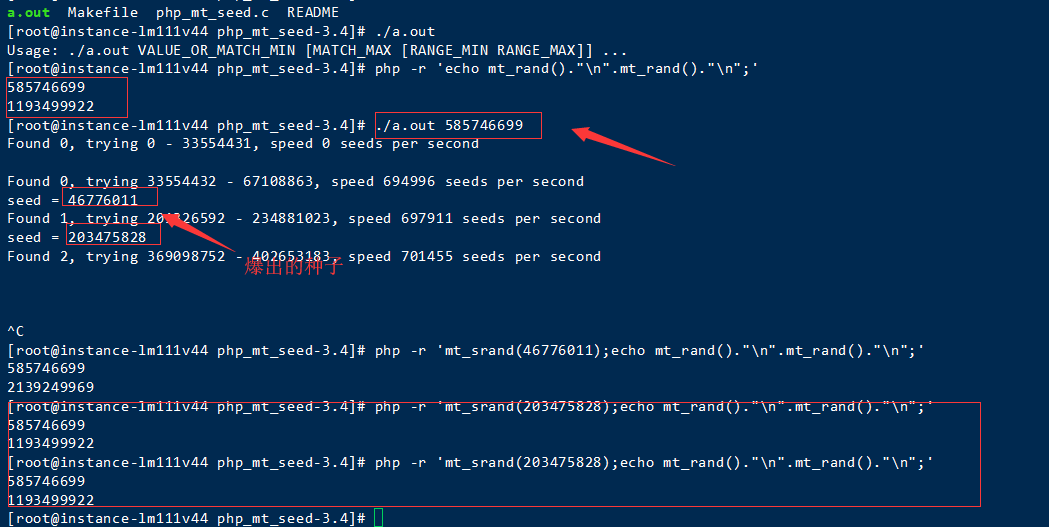 a.out  Makefile  php_mt_seed.c  README
[root@instance-lm111v44 php_mt_seed-3.4]# ./a.out
Usage: ./a.out VALUE_OR_MATCH_MIN [MATCH_MAX [RANGE_MIN RANGE_MAX]] ...
[root@instance-lm111v44 php_mt_seed-3.4]# php -r 'echo mt_rand()."\n".mt_rand()."\n";'
585746699
1193499922
[root@instance-lm111v44 php_mt_seed-3.4]# ./a.out 585746699
Found 0, trying 0 - 33554431, speed 0 seeds per second
Found 0, trying 33554432 - 67108863, speed 694996 seeds per second
seed = 46776011
Found 1, trying 201326592 - 234881023, speed 697911 seeds per second
seed = 203475828
Found 2, trying 369098752 - 402653183, speed 701455 seeds per second
爆出的种子
^C
[root@instance-lm111v44 php_mt_seed-3.4]# php -r 'mt_srand(46776011);echo mt_rand()."\n".mt_rand()."\n";'
585746699
2139249969
[root@instance-lm111v44 php_mt_seed-3.4]# php -r 'mt_srand(203475828);echo mt_rand()."\n".mt_rand()."\n";'
585746699
1193499922
[root@instance-lm111v44 php_mt_seed-3.4]# php -r 'mt_srand(203475828);echo mt_rand()."\n".mt_rand()."\n";'
585746699
1193499922
[root@instance-lm111v44 php_mt_seed-3.4]#